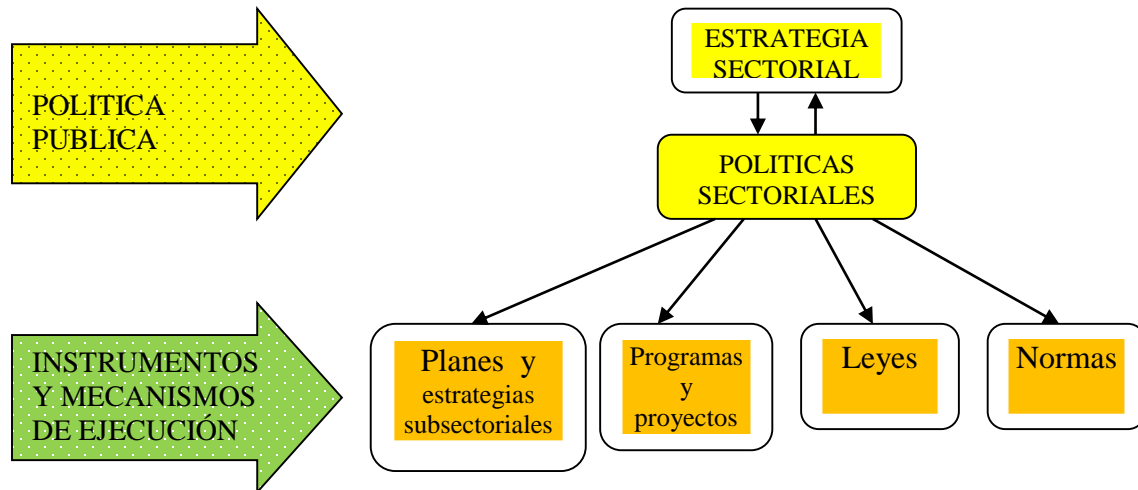 POLITICA
PUBLICA
ESTRATEGIA
SECTORIAL
POLITICAS
SECTORIALES
INSTRUMENTOS
Y MECANISMOS
DE EJECUCIÓN
Planes y
estrategias
subsectoriales
Programas
y
proyectos
Leyes
Normas